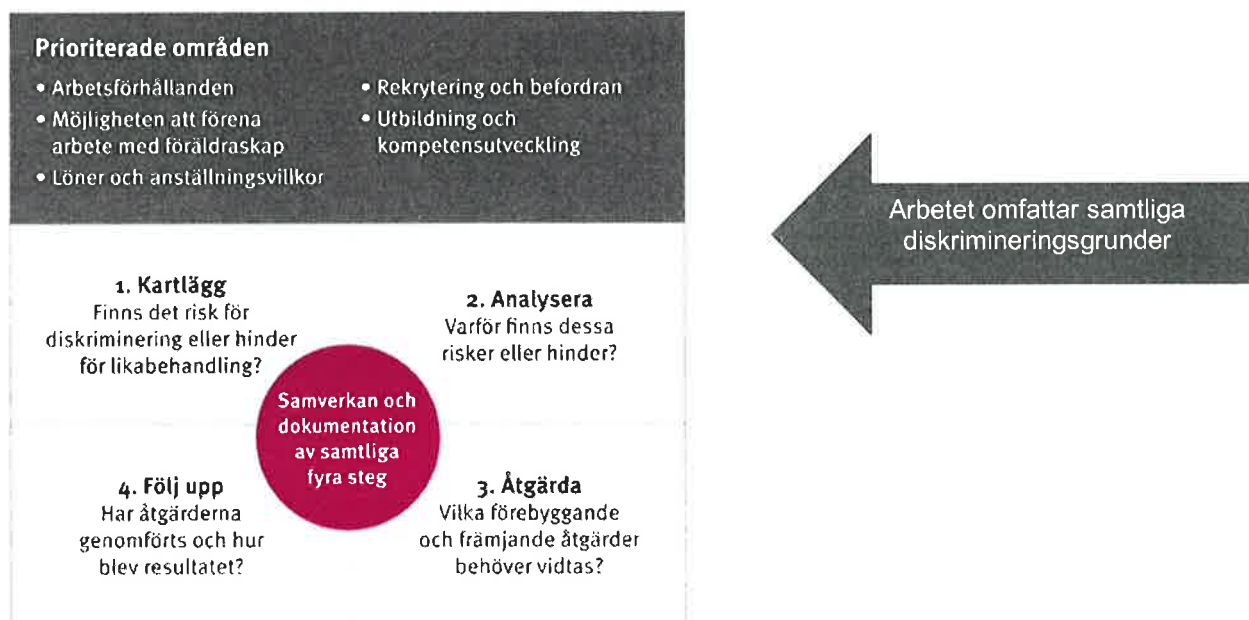 Prioriterade områden
• Arbetsförhållanden
• Möjligheten att förena
arbete med föräldraskap
• Löner och anställningsvillkor
• Rekrytering och befordran
• Utbildning och
kompetensutveckling
Arbetet omfattar samtliga
diskrimineringsgrunder
1. Kartlägg
Finns det risk för
diskriminering eller hinder
för likabehandling?
2. Analysera
Varför finns dessa
risker eller hinder?
Samverkan och
dokumentation
av samtliga
fyra steg
3. Åtgärda
Vilka förebyggande
och främjande åtgärder
behöver vidtas?
4. Följ upp
Har åtgärderna
genomförts och hur
blev resultatet?